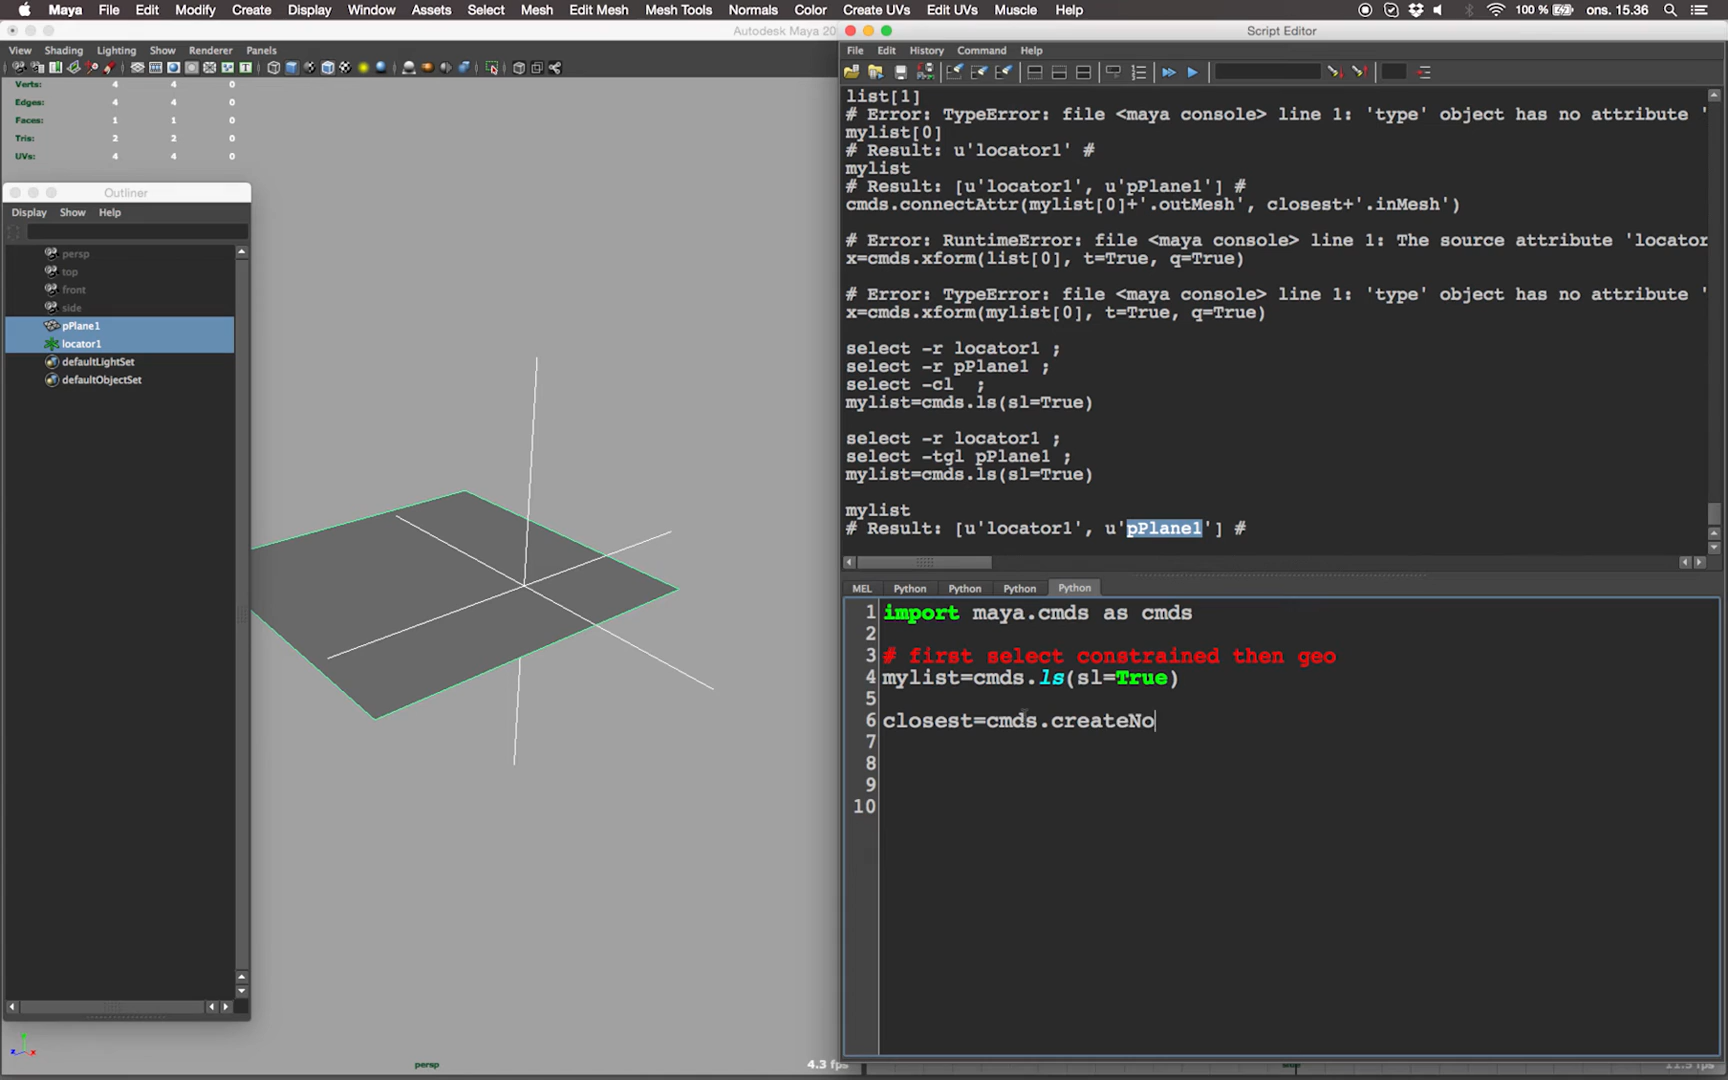 Maya File Edit Modify Create Display Window Assets Select Mesh Edit Mesh Mesh Tools Normals Color Create UVs Edit UVs Muscle Help 100 % ons. 15.36
Autodesk Maya 20
View Shading Lighting Show Renderer Panels
Verts: 4 4 0
Edges: 4 4 0
Faces: 1 1 0
Tris: 2 2 0
UVs: 4 4 0
Outliner
Display Show Help
persp
top
front
side
pPlane1
locator1
defaultLightSet
defaultObjectSet
persp
4.3 fps
Script Editor
File Edit History Command Help
list[1]
# Error: TypeError: file <maya console> line 1: 'type' object has no attribute '
mylist[0]
# Result: u'locator1' #
mylist
# Result: [u'locator1', u'pPlane1'] #
cmds.connectAttr(mylist[0]+'.outMesh', closest+'.inMesh')
# Error: RuntimeError: file <maya console> line 1: The source attribute 'locator
x=cmds.xform(list[0], t=True, q=True)
# Error: TypeError: file <maya console> line 1: 'type' object has no attribute '
x=cmds.xform(mylist[0], t=True, q=True)
select -r locator1 ;
select -r pPlane1 ;
select -cl  ;
mylist=cmds.ls(sl=True)
select -r locator1 ;
select -tgl pPlane1 ;
mylist=cmds.ls(sl=True)
mylist
# Result: [u'locator1', u'pPlane1'] #
MEL Python Python Python Python
1 import maya.cmds as cmds
2
3 # first select constrained then geo
4 mylist=cmds.ls(sl=True)
5
6 closest=cmds.createNo
7
8
9
10